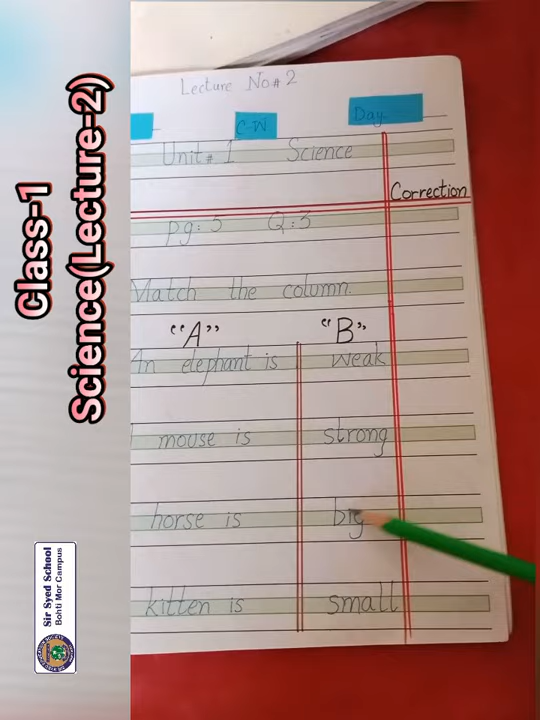 Class-1
Science(Lecture-2)
Sir Syed School
Bonti Mor Campus
Lecture No# 2
C.W Day
Unit# 1 Science
Correction
pg: 5 Q:3
Match the column.
"A" "B"
An elephant is weak
mouse is strong
horse is big
kitten is small